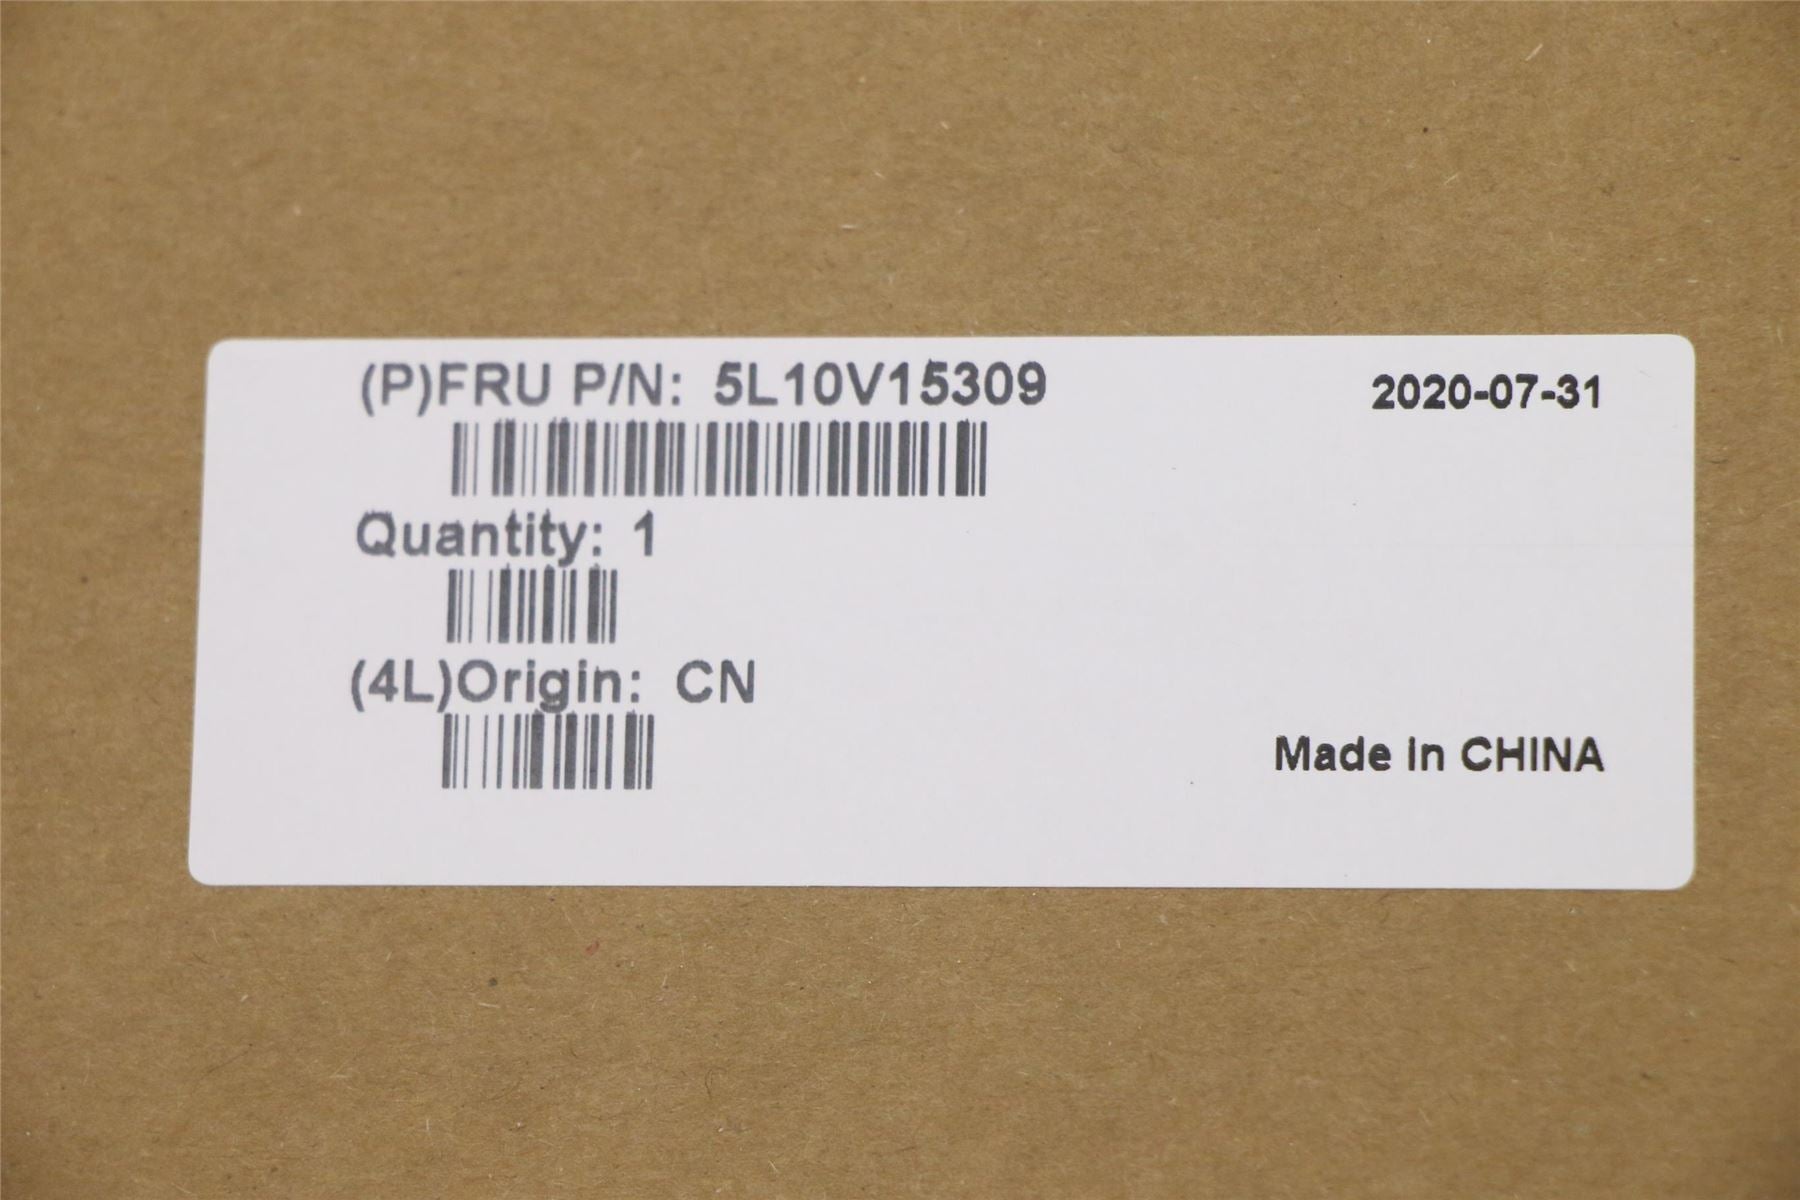 (P)FRU P/N: 5L10V15309
2020-07-31
Quantity: 1
(4L)Origin: CN
Made in CHINA